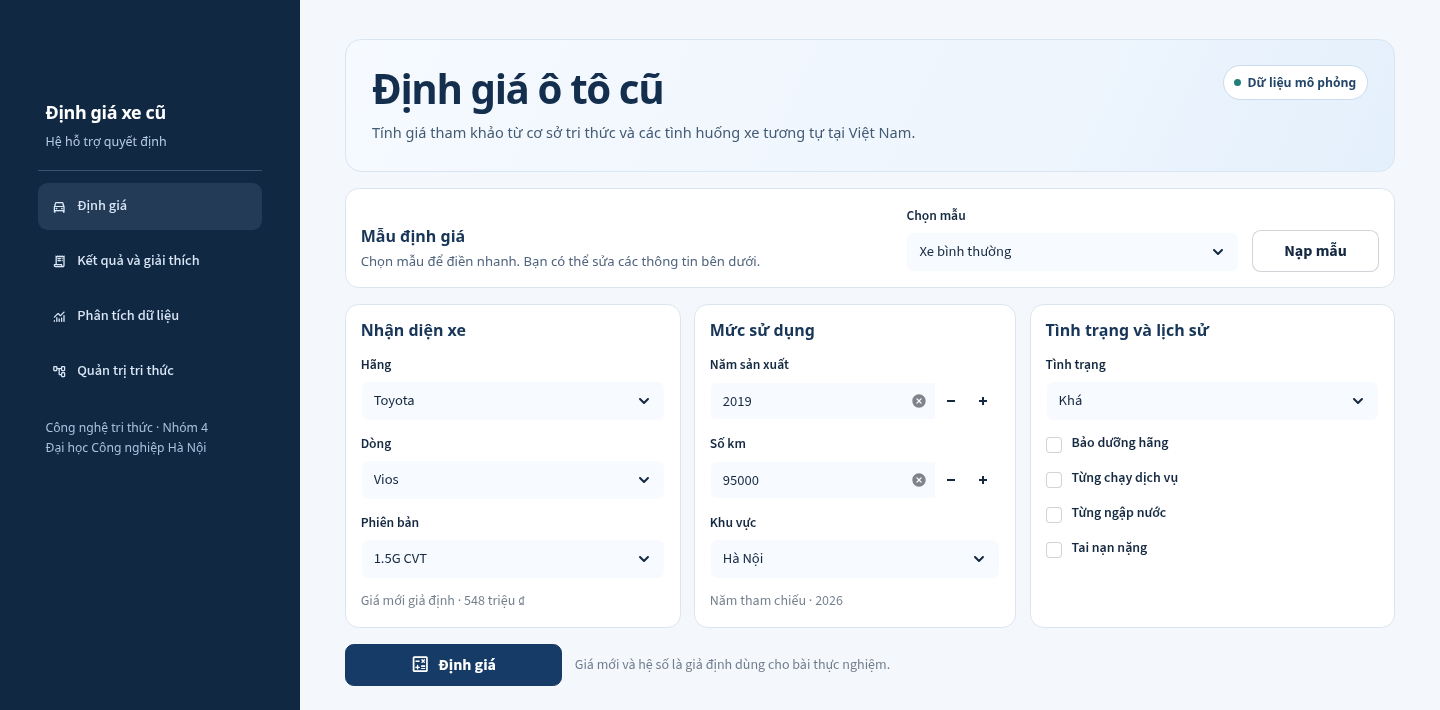 Định giá xe cũ
Hệ hỗ trợ quyết định
Định giá
Kết quả và giải thích
Phân tích dữ liệu
Quản trị tri thức
Công nghệ tri thức · Nhóm 4
Đại học Công nghiệp Hà Nội
Định giá ô tô cũ
Dữ liệu mô phỏng
Tính giá tham khảo từ cơ sở tri thức và các tình huống xe tương tự tại Việt Nam.
Mẫu định giá
Chọn mẫu để điền nhanh. Bạn có thể sửa các thông tin bên dưới.
Chọn mẫu
Xe bình thường
Nạp mẫu
Nhận diện xe
Hãng
Toyota
Dòng
Vios
Phiên bản
1.5G CVT
Giá mới giả định · 548 triệu ₫
Mức sử dụng
Năm sản xuất
2019
Số km
95000
Khu vực
Hà Nội
Năm tham chiếu · 2026
Tình trạng và lịch sử
Tình trạng
Khá
Bảo dưỡng hãng
Từng chạy dịch vụ
Từng ngập nước
Tai nạn nặng
Định giá
Giá mới và hệ số là giả định dùng cho bài thực nghiệm.